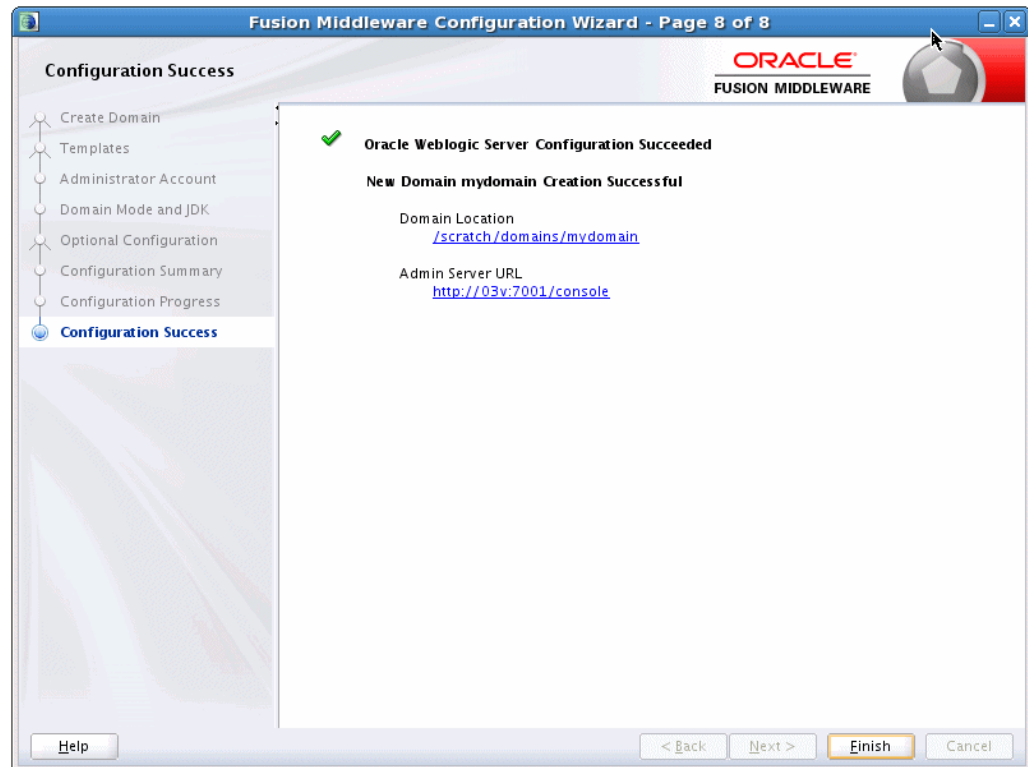 Fusion Middleware Configuration Wizard - Page 8 of 8
Configuration Success
ORACLE
FUSION MIDDLEWARE
Create Domain
Templates
Administrator Account
Domain Mode and JDK
Optional Configuration
Configuration Summary
Configuration Progress
Configuration Success
Oracle Weblogic Server Configuration Succeeded
New Domain mydomain Creation Successful
Domain Location
/scratch/domains/mydomain
Admin Server URL
http://03v:7001/console
Help
< Back
Next >
Finish
Cancel